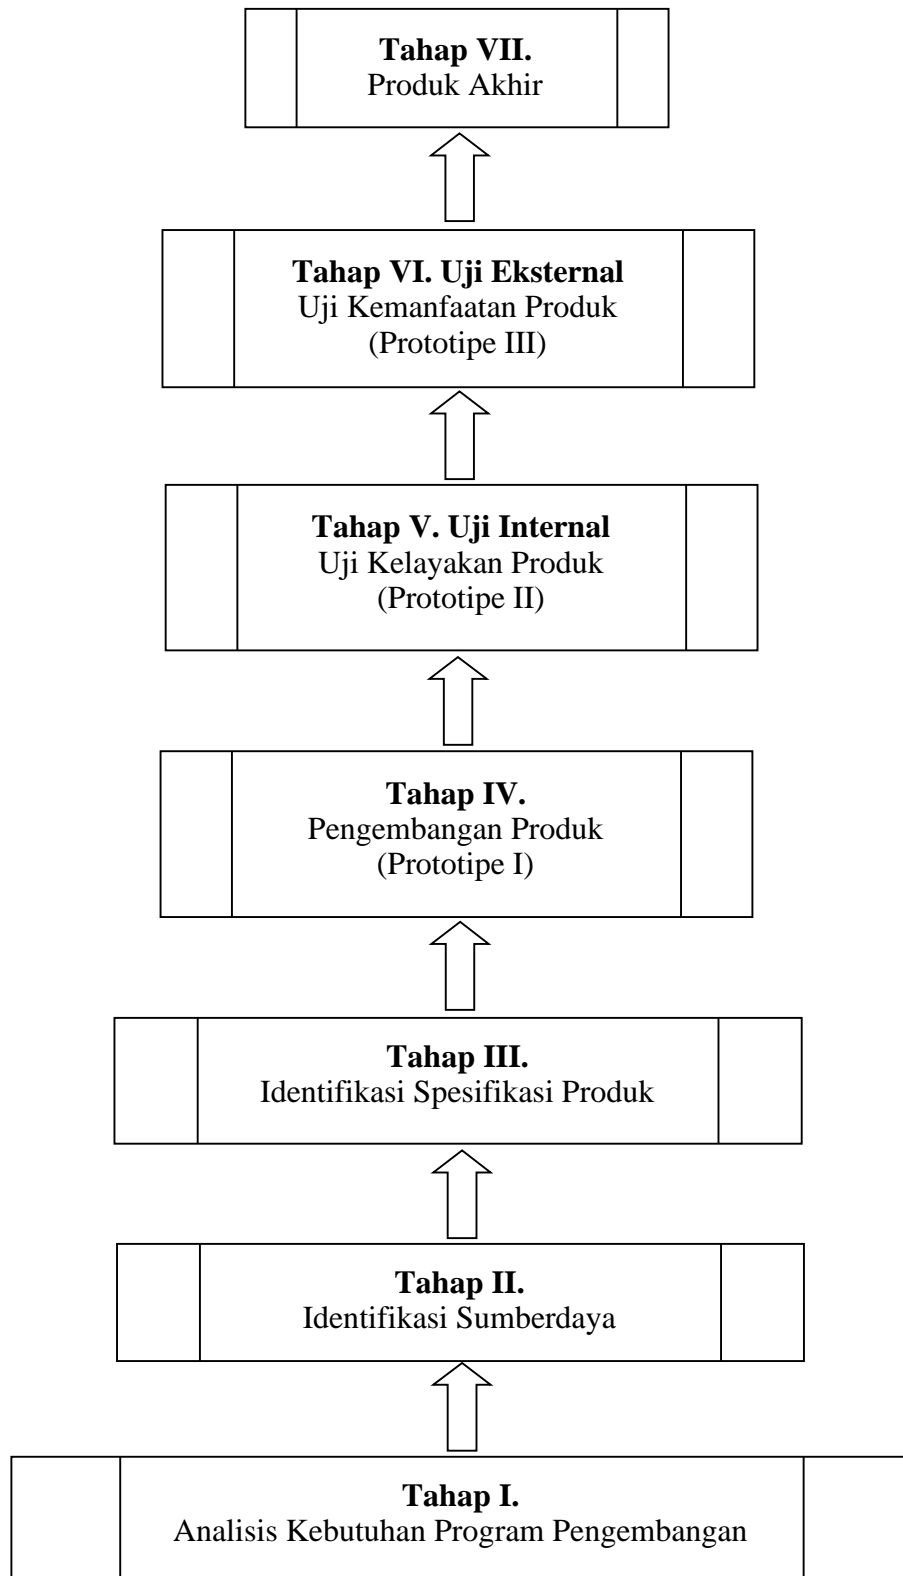 Tahap VII.
Produk Akhir
Tahap VI. Uji Eksternal
Uji Kemanfaatan Produk
(Prototipe III)
Tahap V. Uji Internal
Uji Kelayakan Produk
(Prototipe II)
Tahap IV.
Pengembangan Produk
(Prototipe I)
Tahap III.
Identifikasi Spesifikasi Produk
Tahap II.
Identifikasi Sumberdaya
Tahap I.
Analisis Kebutuhan Program Pengembangan